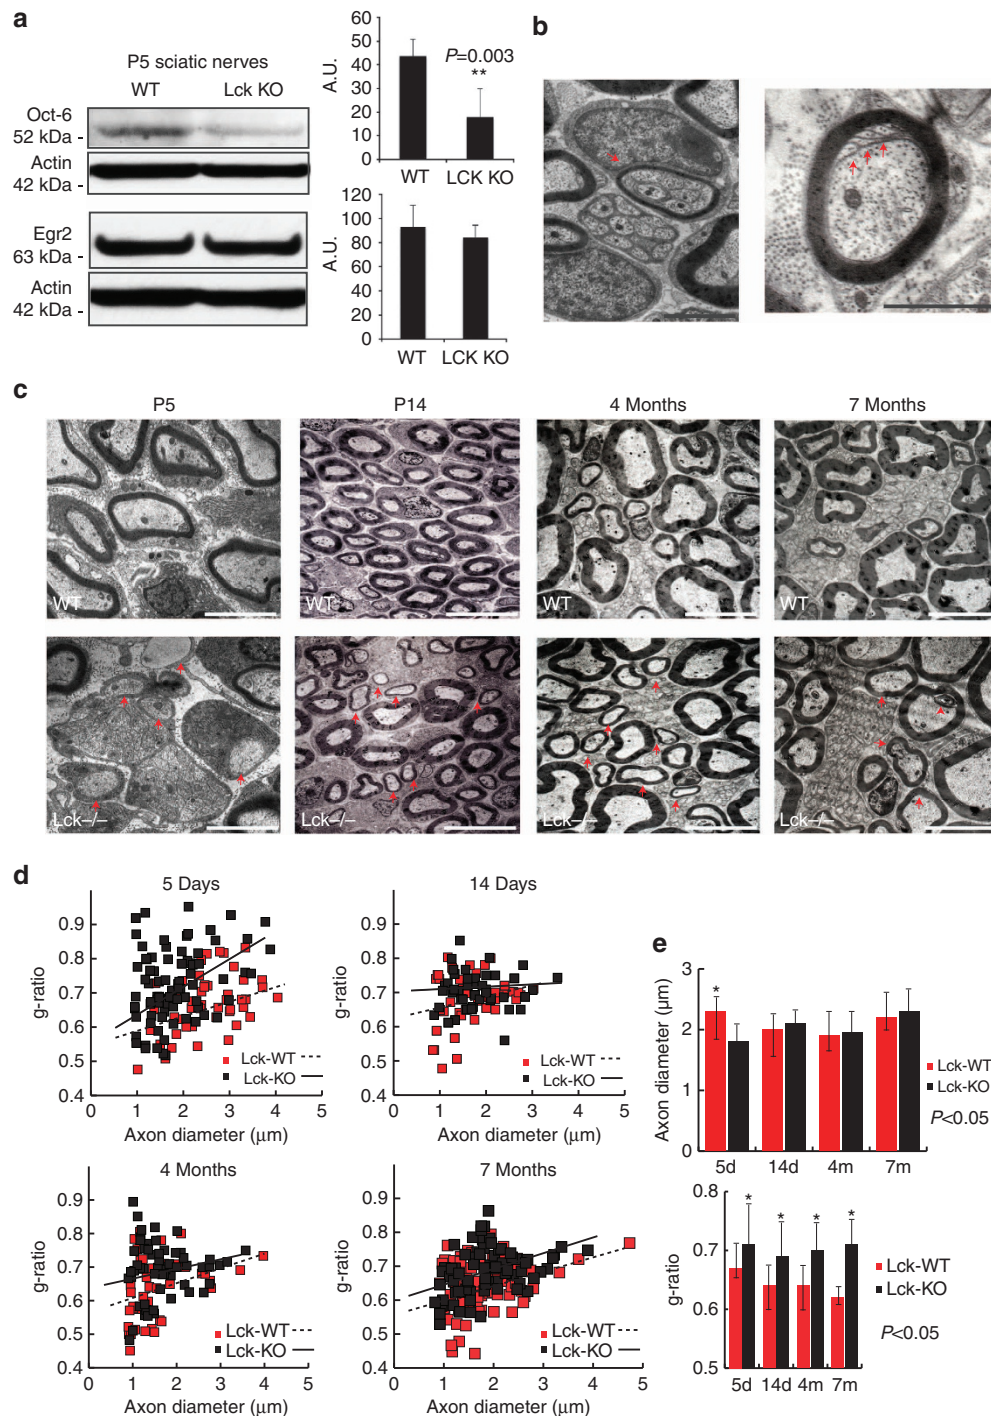 a
P5 sciatic nerves
WT Lck KO
Oct-6
52 kDa -
Actin
42 kDa -
Egr2
63 kDa -
Actin
42 kDa -
A.U.
60
50
40
30
20
10
0
P=0.003
**
WT LCK KO
A.U.
120
100
80
60
40
20
0
WT LCK KO
b
c
P5 P14 4 Months 7 Months
WT WT WT WT
Lck–/– Lck–/– Lck–/– Lck–/–
d
5 Days
g-ratio
0.9
0.8
0.7
0.6
0.5
0.4
Lck-WT
Lck-KO
0 1 2 3 4 5
Axon diameter (μm)
14 Days
g-ratio
0.9
0.8
0.7
0.6
0.5
0.4
Lck-WT
Lck-KO
0 1 2 3 4 5
Axon diameter (μm)
4 Months
g-ratio
0.9
0.8
0.7
0.6
0.5
0.4
Lck-WT
Lck-KO
0 1 2 3 4 5
Axon diameter (μm)
7 Months
g-ratio
0.9
0.8
0.7
0.6
0.5
0.4
Lck-WT
Lck-KO
0 1 2 3 4 5
Axon diameter (μm)
e
Axon diameter (μm)
3
2
1
0
*
Lck-WT
Lck-KO
P<0.05
5d 14d 4m 7m
g-ratio
0.8
0.7
0.6
0.5
* * * *
Lck-WT
Lck-KO
P<0.05
5d 14d 4m 7m